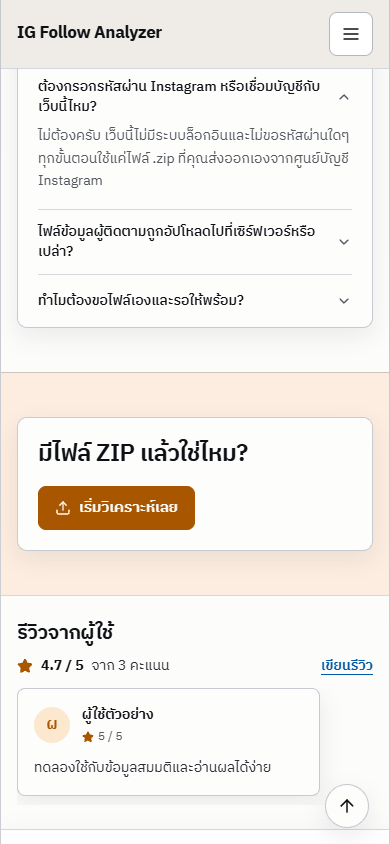 IG Follow Analyzer
ต้องกรอกรหัสผ่าน Instagram หรือเชื่อมบัญชีกับ
เว็บนี้ไหม?
ไม่ต้องครับ เว็บนี้ไม่มีระบบล็อกอินและไม่ขอรหัสผ่านใดๆ
ทุกขั้นตอนใช้แค่ไฟล์ .zip ที่คุณส่งออกเองจากศูนย์บัญชี
Instagram
ไฟล์ข้อมูลผู้ติดตามถูกอัปโหลดไปที่เซิร์ฟเวอร์หรือ
เปล่า?
ทำไมต้องขอไฟล์เองและรอให้พร้อม?
มีไฟล์ ZIP แล้วใช่ไหม?
เริ่มวิเคราะห์เลย
รีวิวจากผู้ใช้
4.7 / 5 จาก 3 คะแนน
เขียนรีวิว
ผ
ผู้ใช้ตัวอย่าง
5 / 5
ทดลองใช้กับข้อมูลสมมติและอ่านผลได้ง่าย